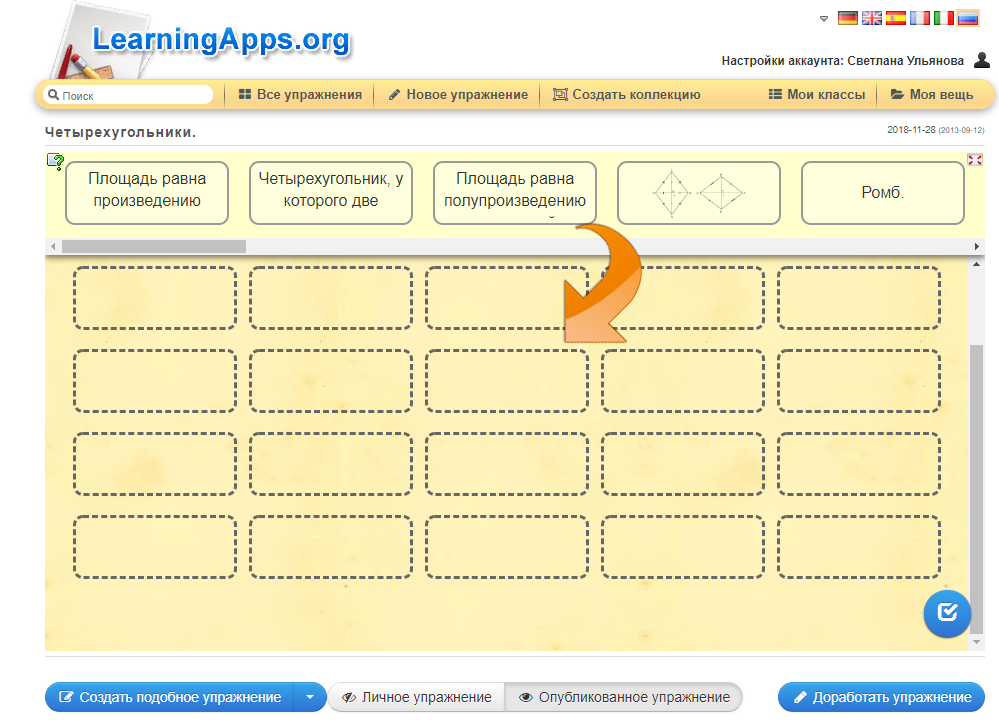 LearningApps.org
Настройки аккаунта: Светлана Ульянова
Поиск
Все упражнения
Новое упражнение
Создать коллекцию
Мои классы
Моя вещь
Четырехугольники.
2018-11-28 (2013-09-12)
Площадь равна
произведению
Четырехугольник, у
которого две
Площадь равна
полупроизведению
Ромб.
Создать подобное упражнение
Личное упражнение
Опубликованное упражнение
Доработать упражнение